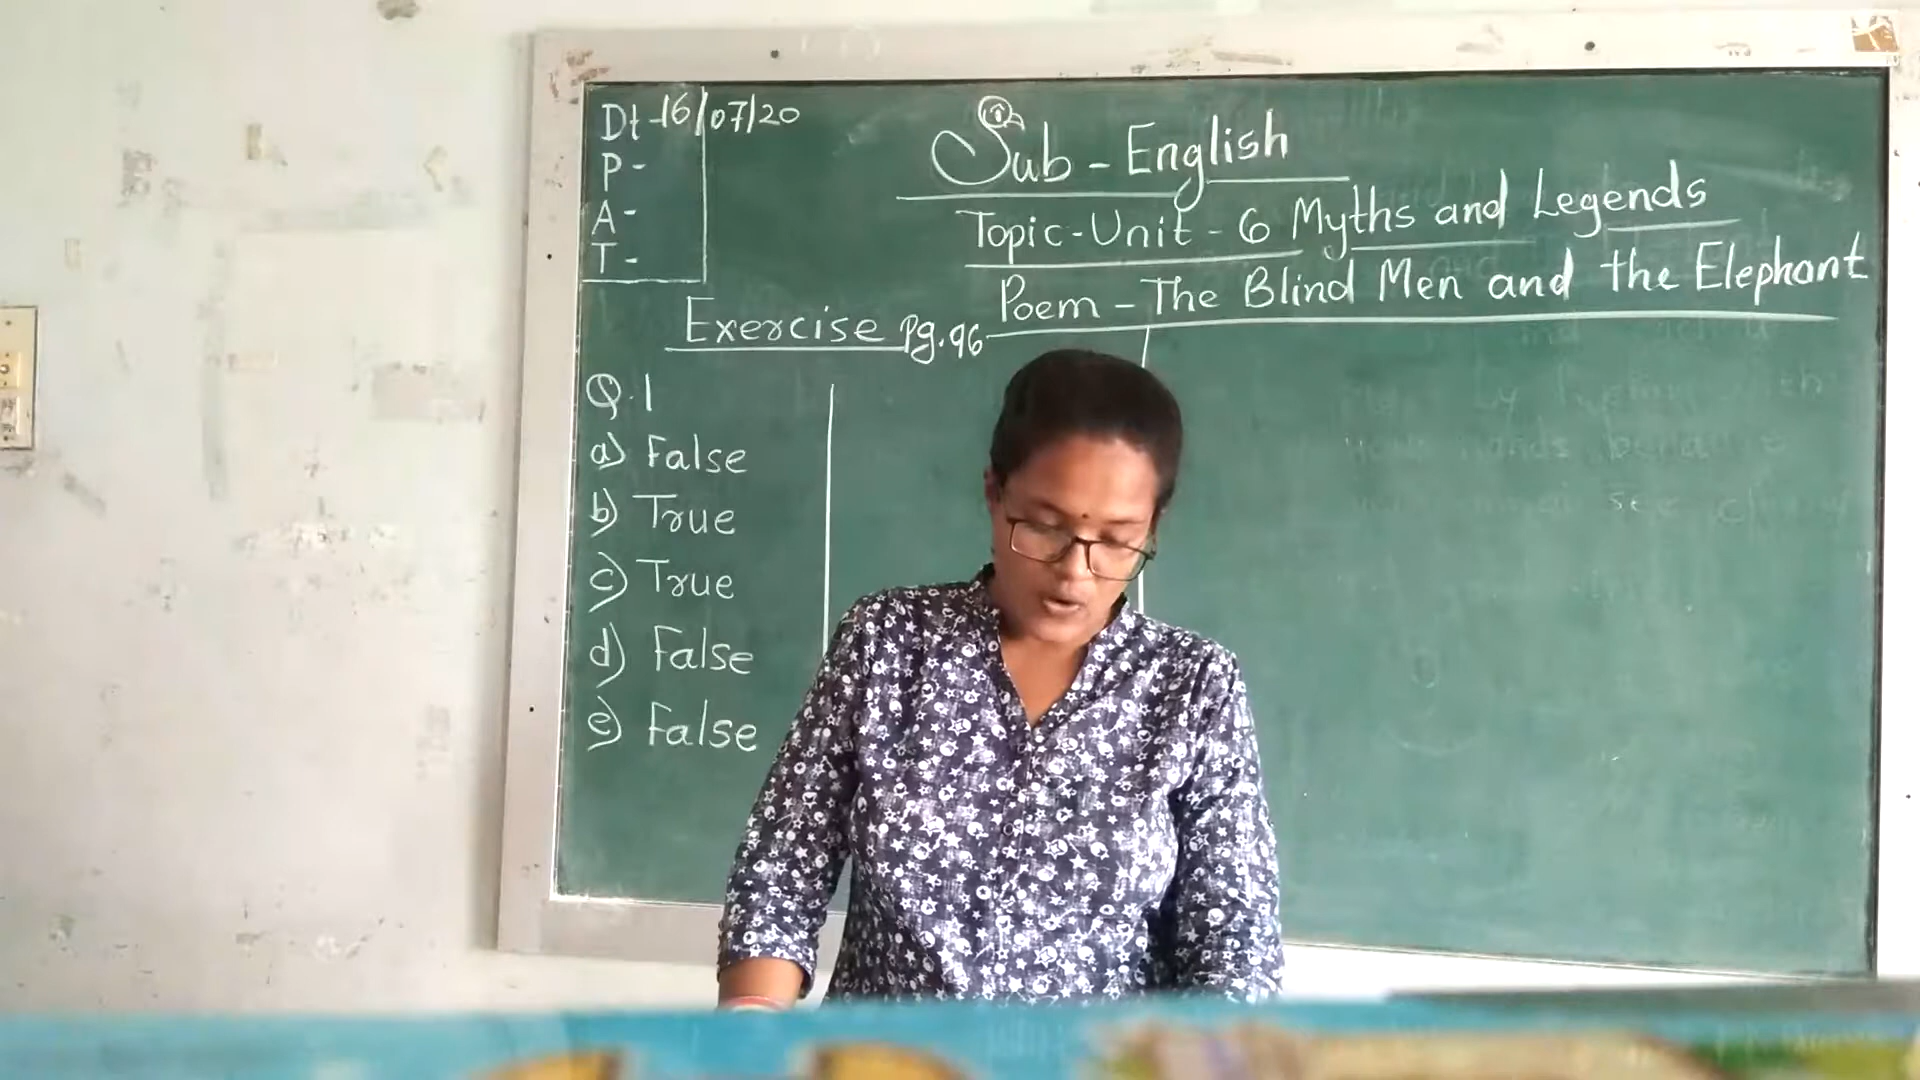 Dt-16/07/20
P-
A-
T-
Sub - English
Topic-Unit - 6 Myths and Legends
Poem - The Blind Men and the Elephant
Exercise Pg.96
Q.1
a) False
b) True
c) True
d) False
e) False